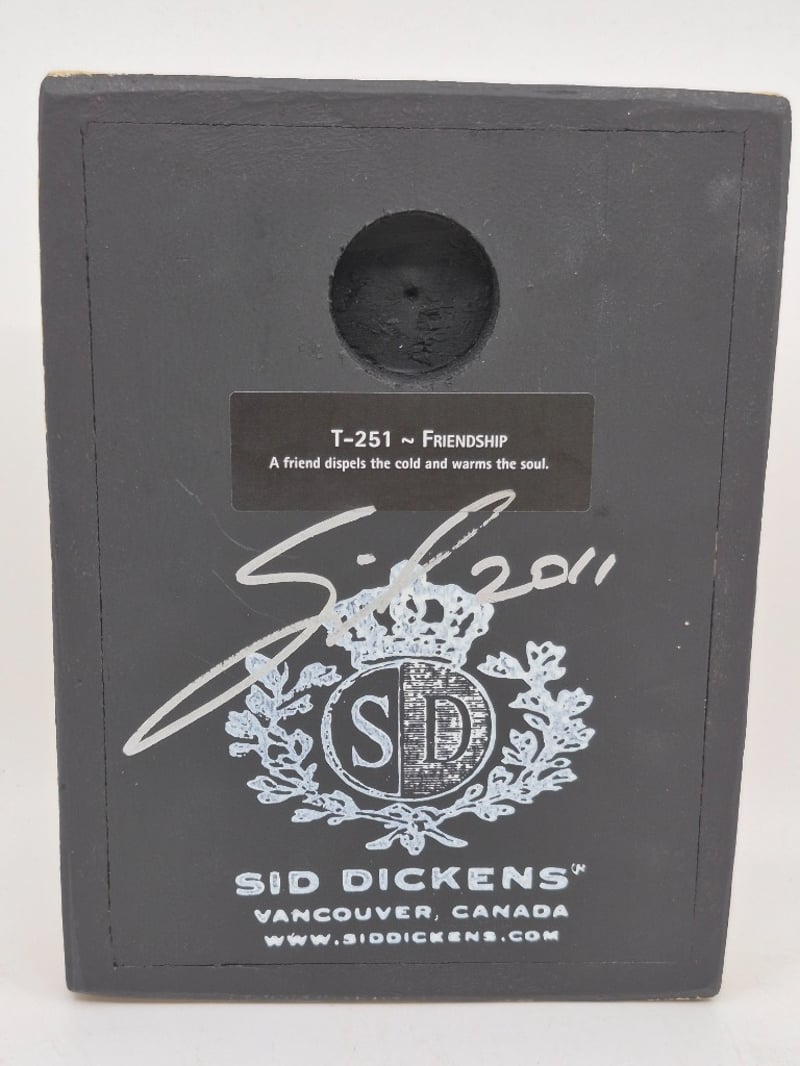 T-251 ~ FRIENDSHIP
A friend dispels the cold and warms the soul.
Sid 2011
SD
SID DICKENS
VANCOUVER, CANADA
WWW.SIDDICKENS.COM